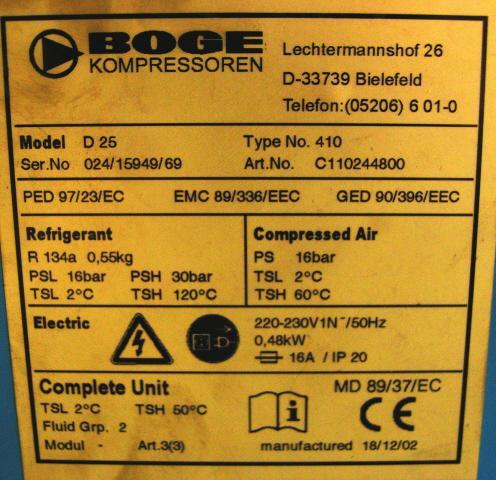 BOGE
KOMPRESSOREN
Lechtermannshof 26
D-33739 Bielefeld
Telefon:(05206) 6 01-0
Model D 25 Type No. 410
Ser.No 024/15949/69 Art.No. C110244800
PED 97/23/EC EMC 89/336/EEC GED 90/396/EEC
Refrigerant
R 134a 0,55kg
PSL 16bar PSH 30bar
TSL 2°C TSH 120°C
Compressed Air
PS 16bar
TSL 2°C
TSH 60°C
Electric
220-230V1N~/50Hz
0,48kW
16A / IP 20
Complete Unit
TSL 2°C TSH 50°C
Fluid Grp. 2
Modul - Art.3(3)
MD 89/37/EC
i CE
manufactured 18/12/02